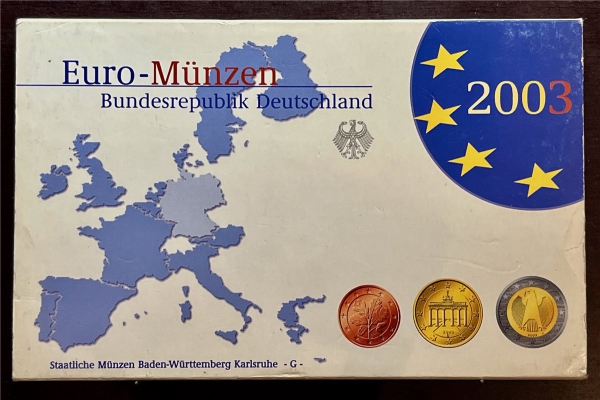 Euro-Münzen
Bundesrepublik Deutschland
2003
Staatliche Münzen Baden-Württemberg Karlsruhe - G -